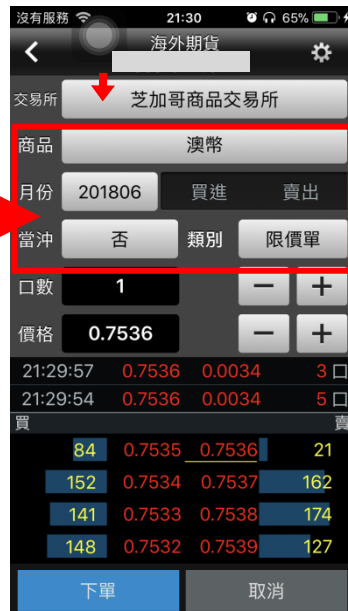 沒有服務 21:30 65%
海外期貨
交易所 芝加哥商品交易所
商品 澳幣
月份 201806 買進 賣出
當沖 否 類別 限價單
口數 1 − +
價格 0.7536 − +
21:29:57 0.7536 0.0034 3 口
21:29:54 0.7536 0.0034 5 口
買 賣
84 0.7535 0.7536 21
152 0.7534 0.7537 162
141 0.7533 0.7538 174
148 0.7532 0.7539 127
下單 取消